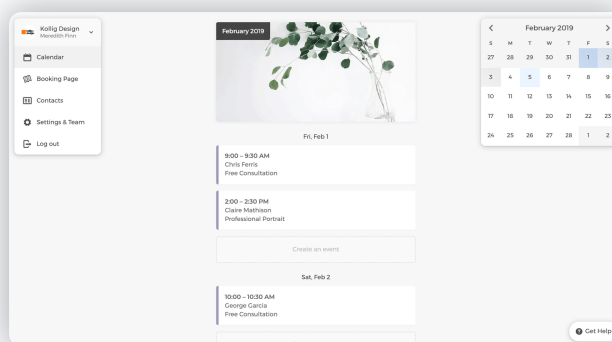 Kollig Design
Meredith Finn
Calendar
Booking Page
Contacts
Settings & Team
Log out
February 2019
Fri, Feb 1
9:00 – 9:30 AM
Chris Ferris
Free Consultation
2:00 – 2:30 PM
Claire Mathison
Professional Portrait
Create an event
Sat, Feb 2
10:00 – 10:30 AM
George Garcia
Free Consultation
February 2019
S M T W T F S
27 28 29 30 31 1 2
3 4 5 6 7 8 9
10 11 12 13 14 15 16
17 18 19 20 21 22 23
24 25 26 27 28 1 2
Get Help